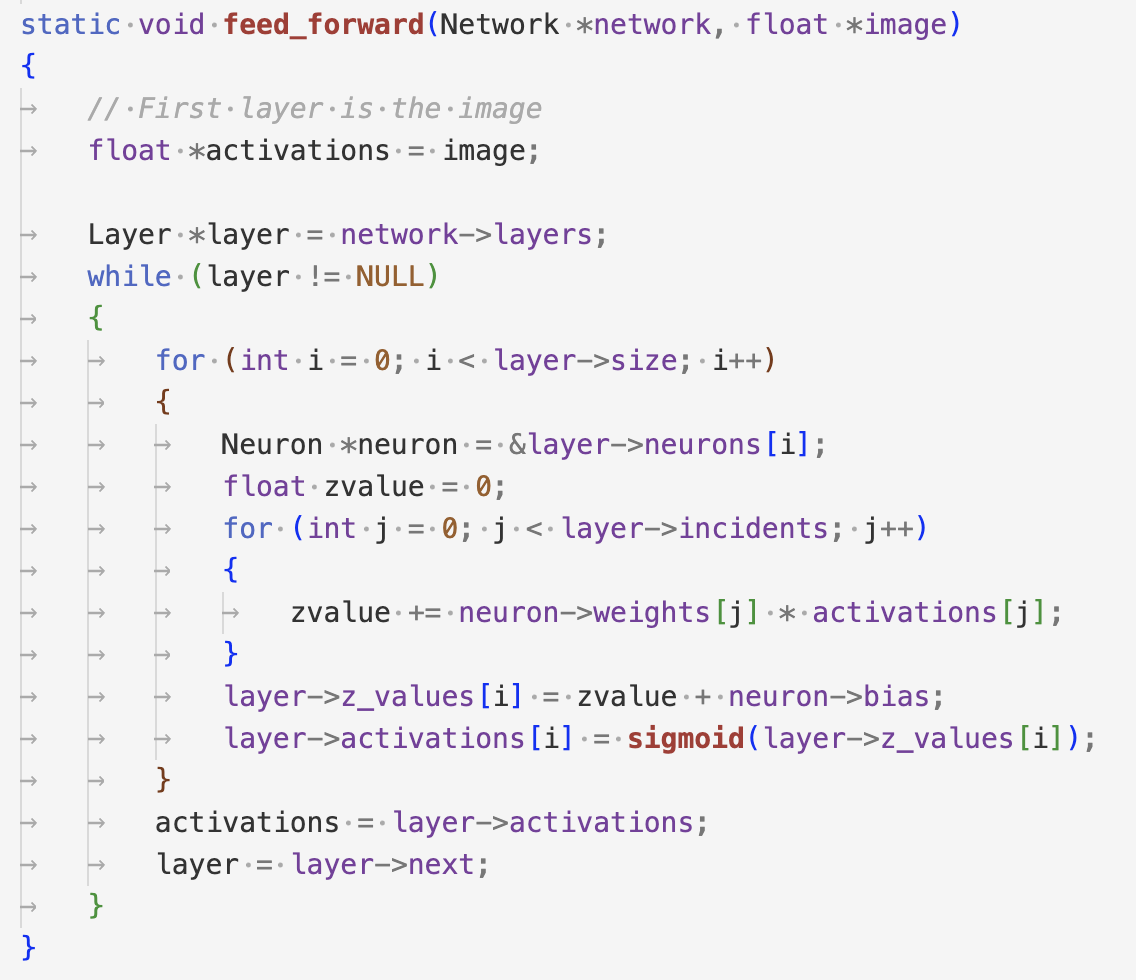 static void feed_forward(Network *network, float *image)
{
	// First layer is the image
	float *activations = image;

	Layer *layer = network->layers;
	while (layer != NULL)
	{
		for (int i = 0; i < layer->size; i++)
		{
			Neuron *neuron = &layer->neurons[i];
			float zvalue = 0;
			for (int j = 0; j < layer->incidents; j++)
			{
				zvalue += neuron->weights[j] * activations[j];
			}
			layer->z_values[i] = zvalue + neuron->bias;
			layer->activations[i] = sigmoid(layer->z_values[i]);
		}
		activations = layer->activations;
		layer = layer->next;
	}
}